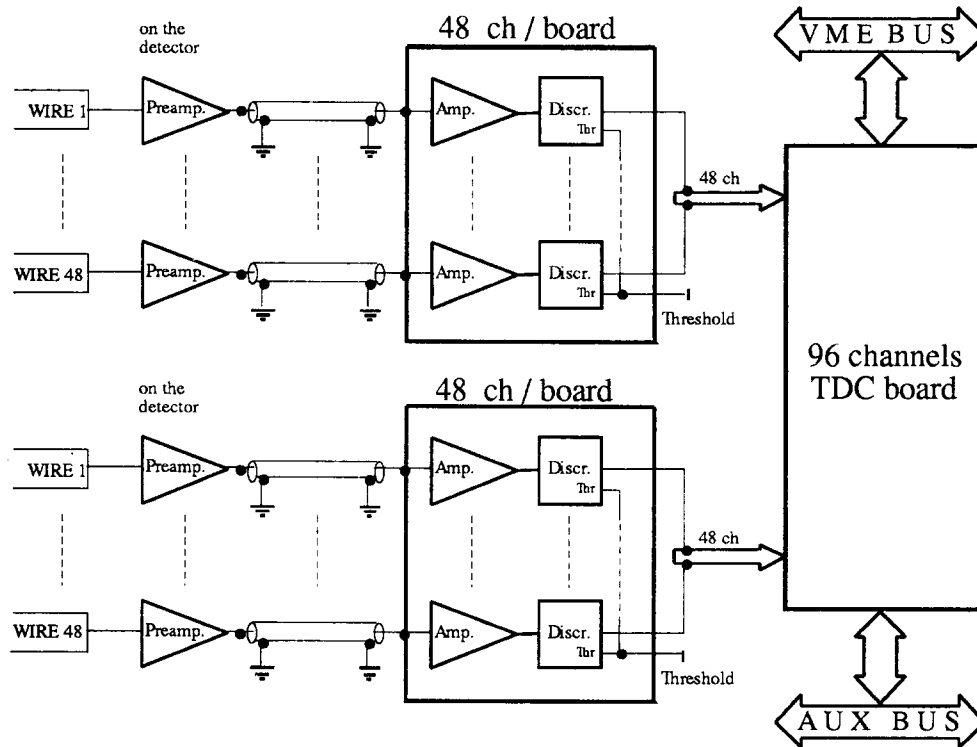 on the
detector
48 ch / board
VME BUS
WIRE 1
Preamp.
Amp.
Discr.
Thr
48 ch
WIRE 48
Preamp.
Amp.
Discr.
Thr
Threshold
96 channels
TDC board
on the
detector
48 ch / board
WIRE 1
Preamp.
Amp.
Discr.
Thr
48 ch
WIRE 48
Preamp.
Amp.
Discr.
Thr
Threshold
AUX BUS